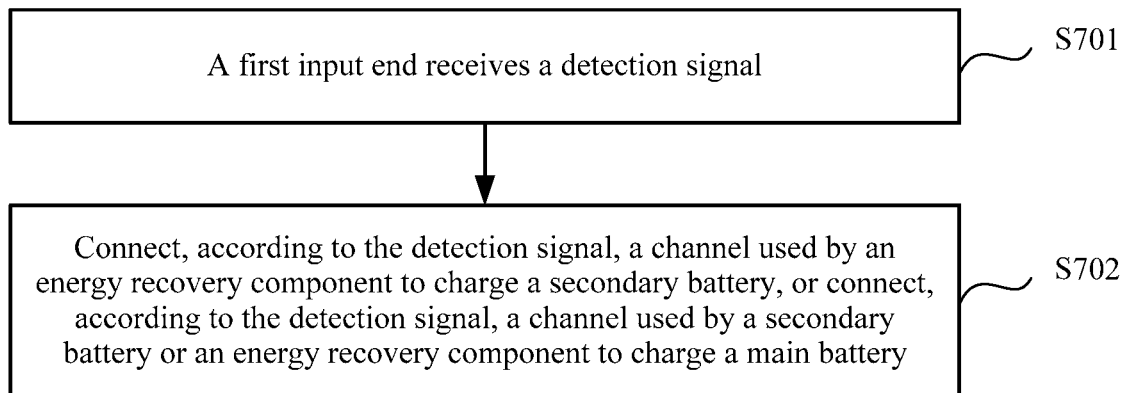 A first input end receives a detection signal
S701
Connect, according to the detection signal, a channel used by an
energy recovery component to charge a secondary battery, or connect,
according to the detection signal, a channel used by a secondary
battery or an energy recovery component to charge a main battery
S702